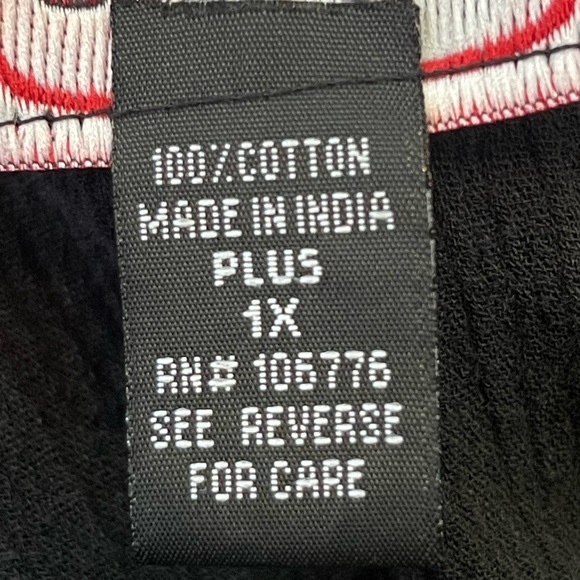 100% COTTON
MADE IN INDIA
PLUS
1X
RN# 106776
SEE REVERSE
FOR CARE